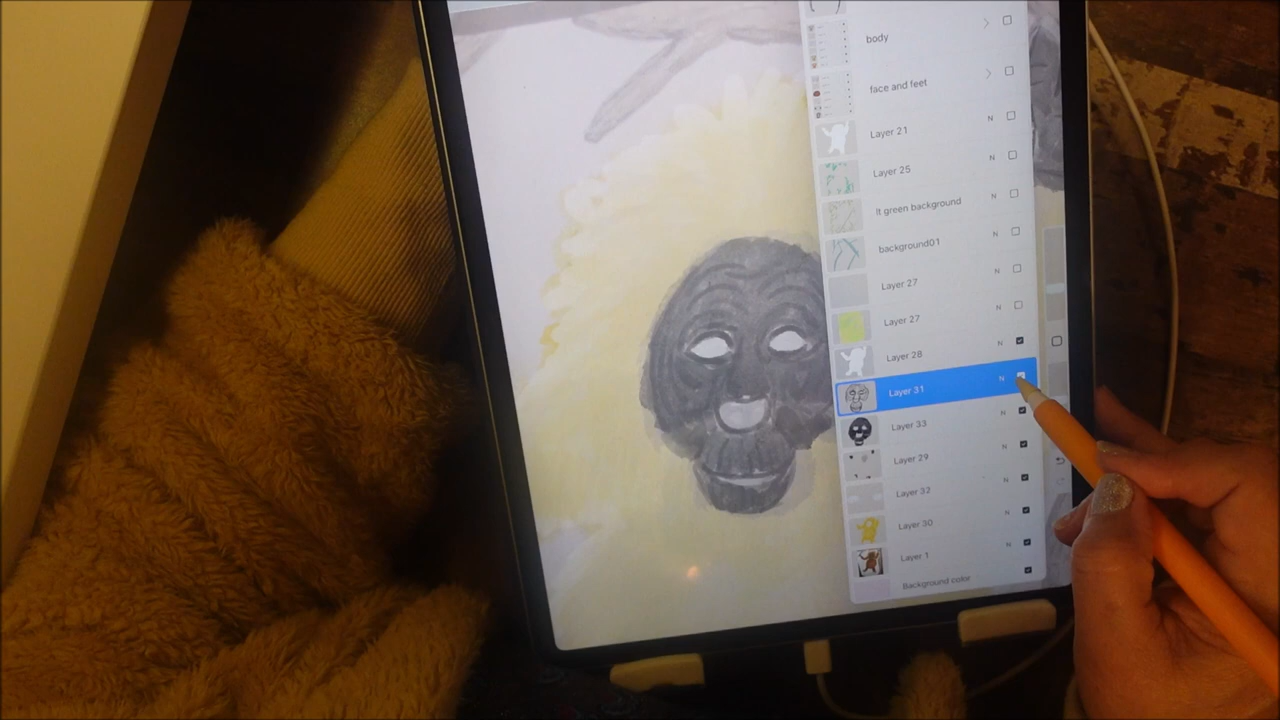 body
face and feet
N
Layer 21
N
Layer 25
N
lt green background
N
background01
N
Layer 27
N
Layer 27
N
Layer 28
N
Layer 31
N
Layer 33
N
Layer 29
N
Layer 32
N
Layer 30
N
Layer 1
Background color